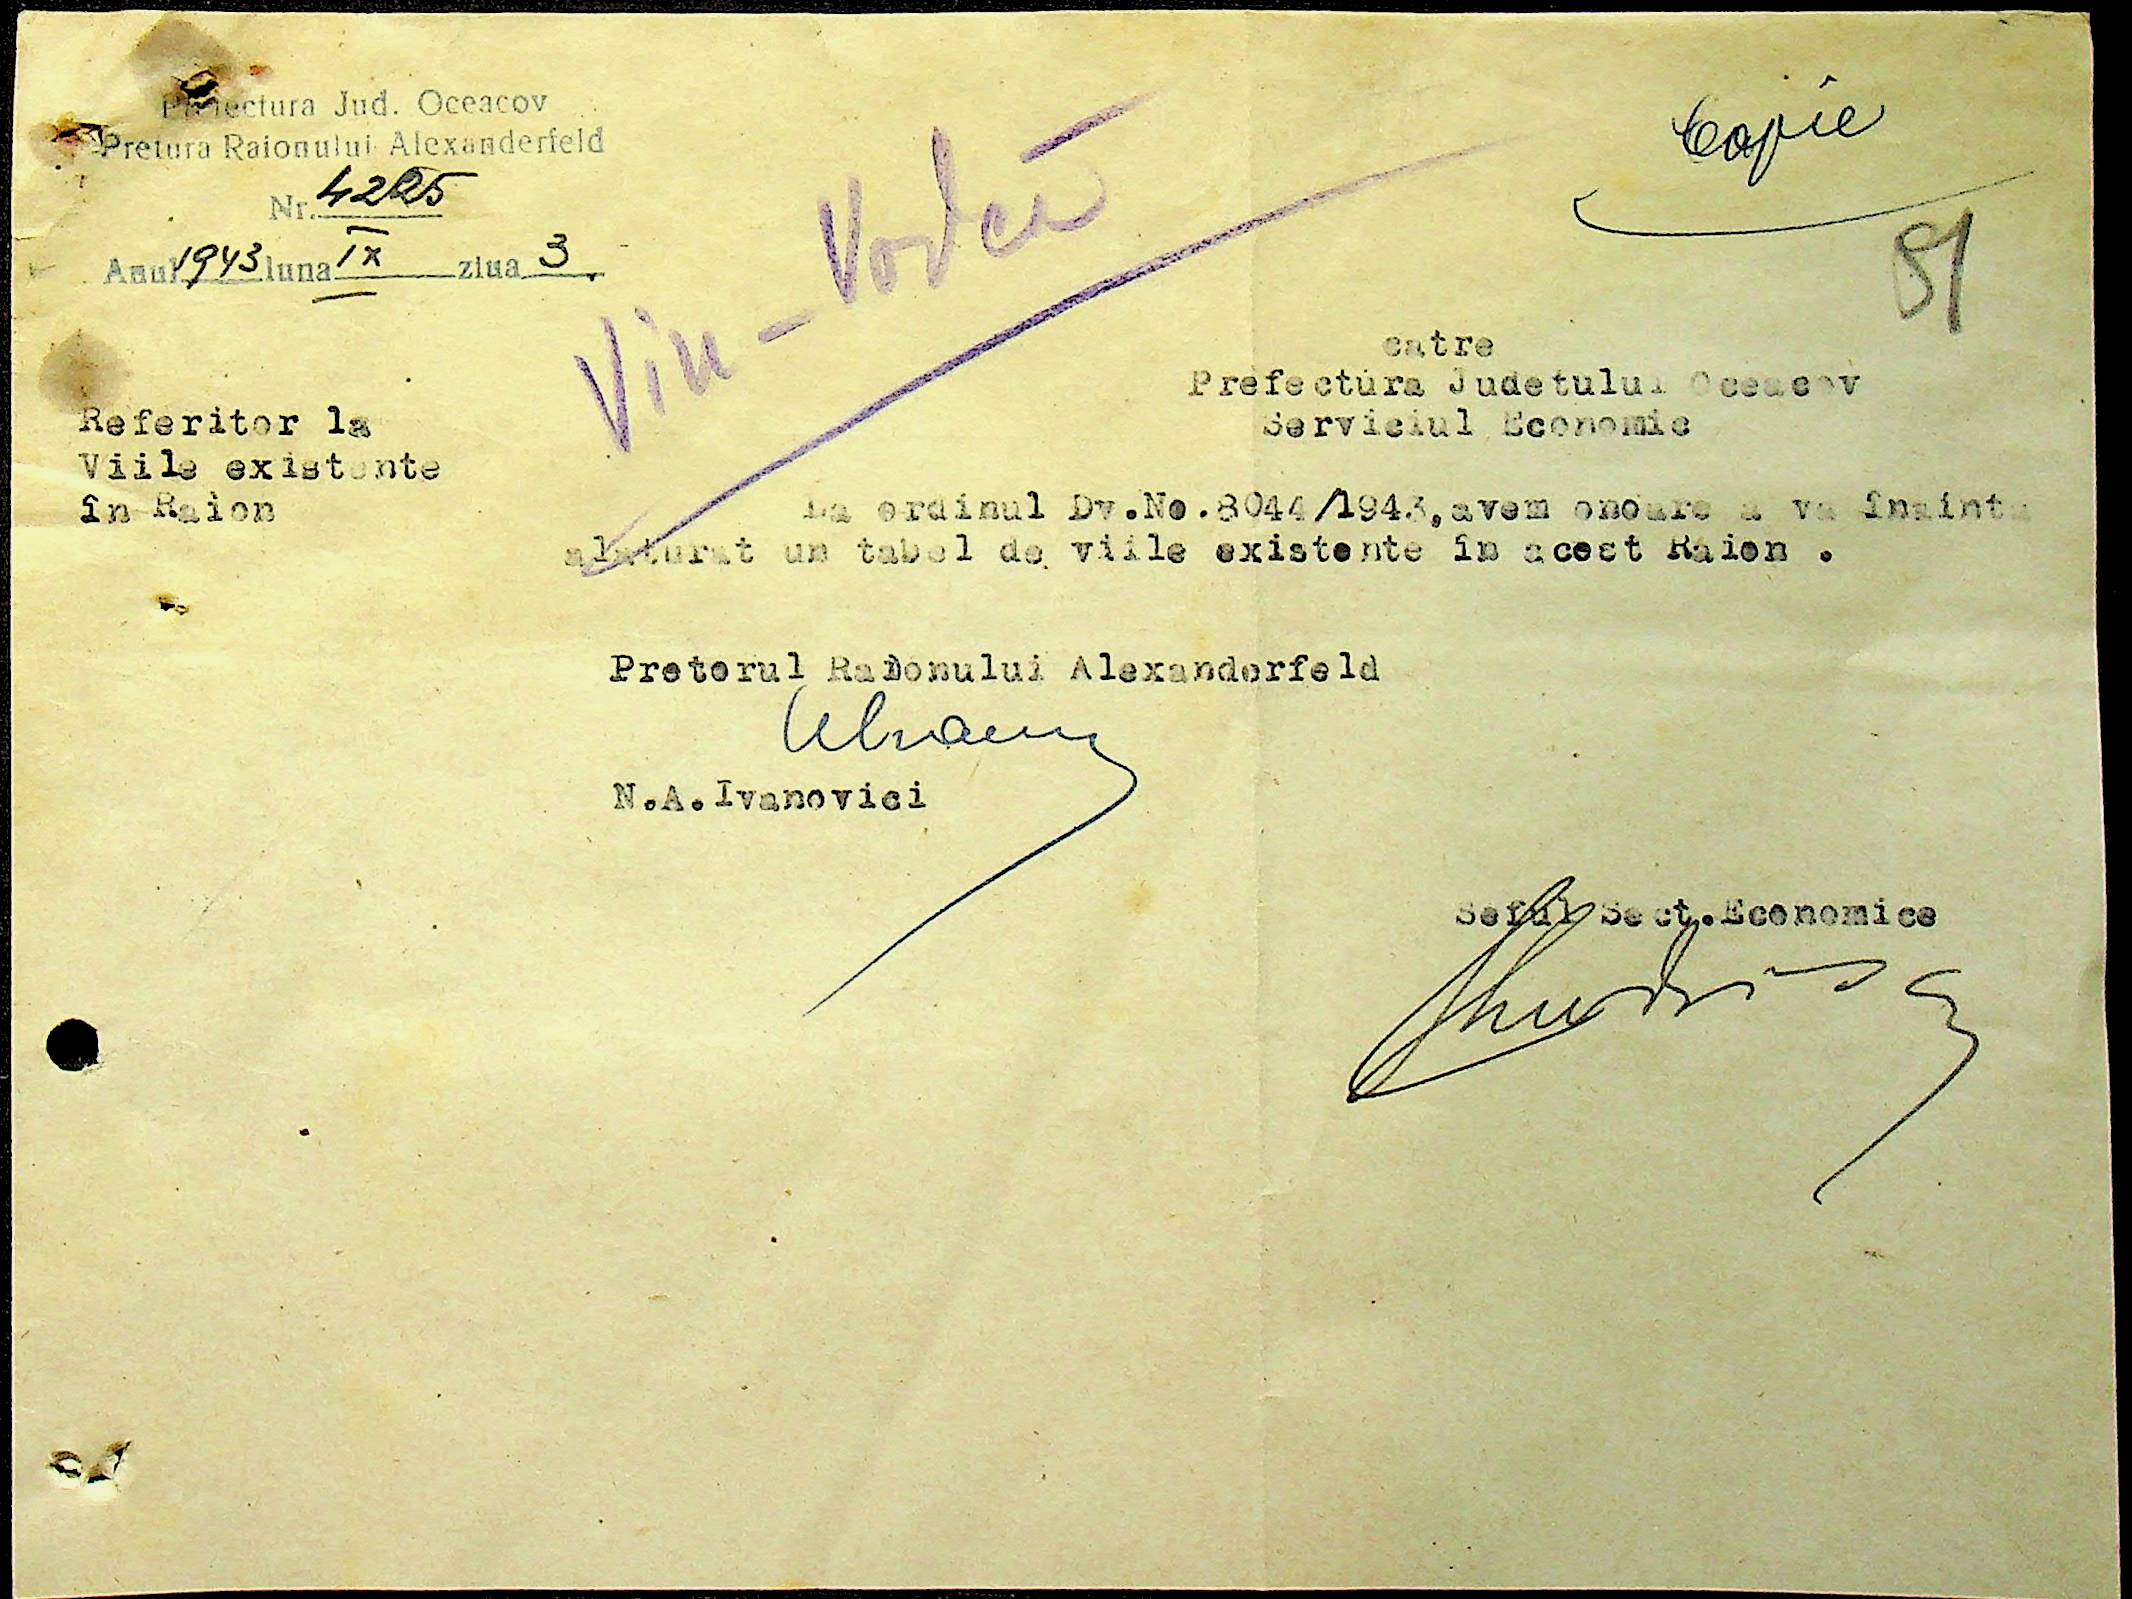 Prefectura Jud. Oceacov
Pretura Raionului Alexanderfeld
Nr. 4225
Anul 1943 luna IX ziua 3
Copie
51
Vin - Vodcă
catre
Prefectura Judetului Oceacov
Serviciul Economic
Referitor la
Viile existente
în Raion
La ordinul Dv.No.8044/1943, avem onoare a va înainta
alaturat un tabel de viile existente în acest Raion .
Pretorul Raionului Alexanderfeld
N.A.Ivanovici
Seful Sect.Economice